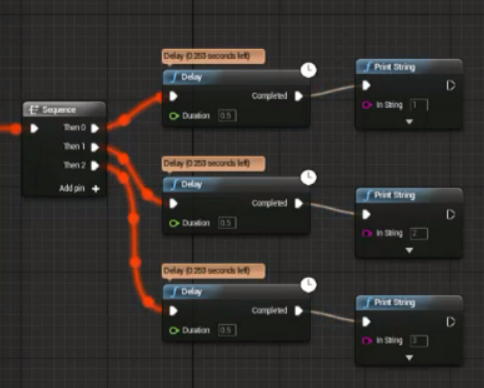 Delay (0.253 seconds left)
Delay
Completed
Duration 0.5
Print String
In String 1
Sequence
Then 0
Then 1
Then 2
Add pin +
Delay (0.253 seconds left)
Delay
Completed
Duration 0.5
Print String
In String 2
Delay (0.253 seconds left)
Delay
Completed
Duration 0.5
Print String
In String 3